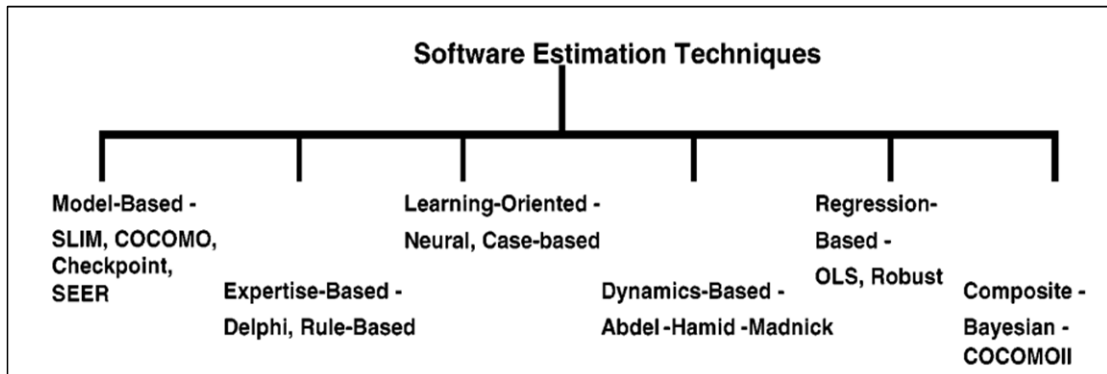 Software Estimation Techniques
Model-Based -
SLIM, COCOMO,
Checkpoint,
SEER
Expertise-Based -
Delphi, Rule-Based
Learning-Oriented -
Neural, Case-based
Dynamics-Based -
Abdel-Hamid-Madnick
Regression-
Based -
OLS, Robust
Composite -
Bayesian -
COCOMOII